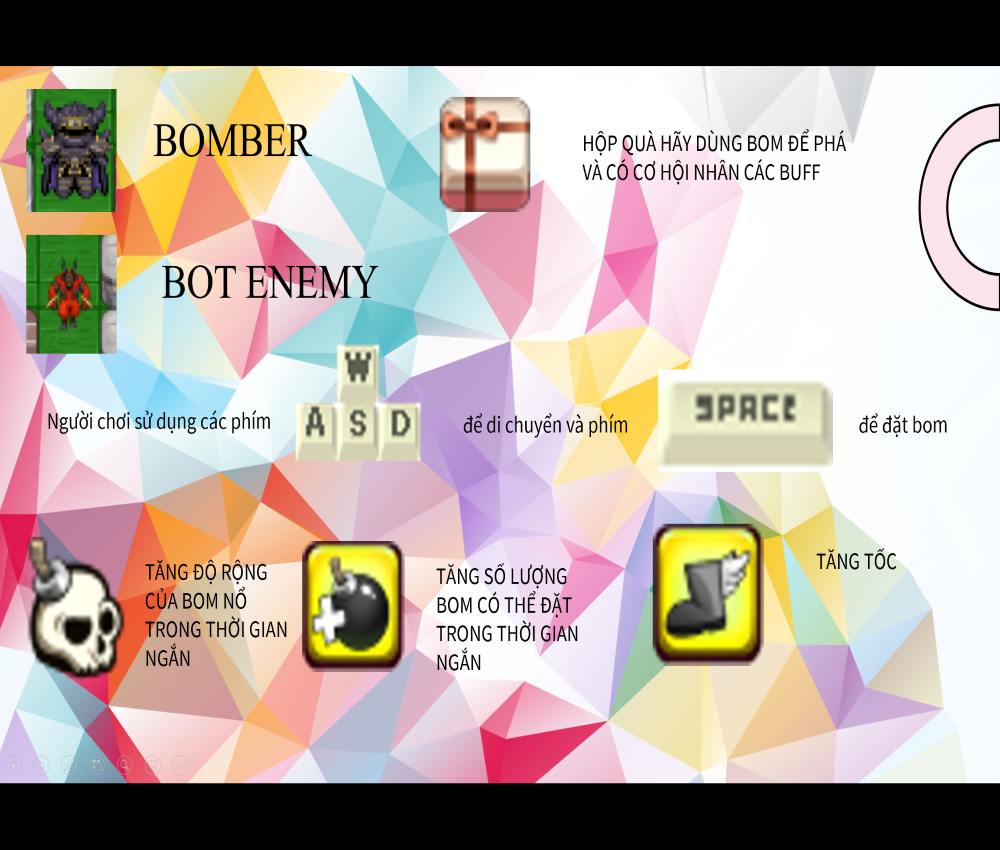 BOMBER
HỘP QUÀ HÃY DÙNG BOM ĐỂ PHÁ
VÀ CÓ CƠ HỘI NHÂN CÁC BUFF
BOT ENEMY
W
Người chơi sử dụng các phím A S D để di chuyển và phím SPACE để đặt bom
TĂNG ĐỘ RỘNG
CỦA BOM NỔ
TRONG THỜI GIAN
NGẮN
TĂNG SỐ LƯỢNG
BOM CÓ THỂ ĐẶT
TRONG THỜI GIAN
NGẮN
TĂNG TỐC